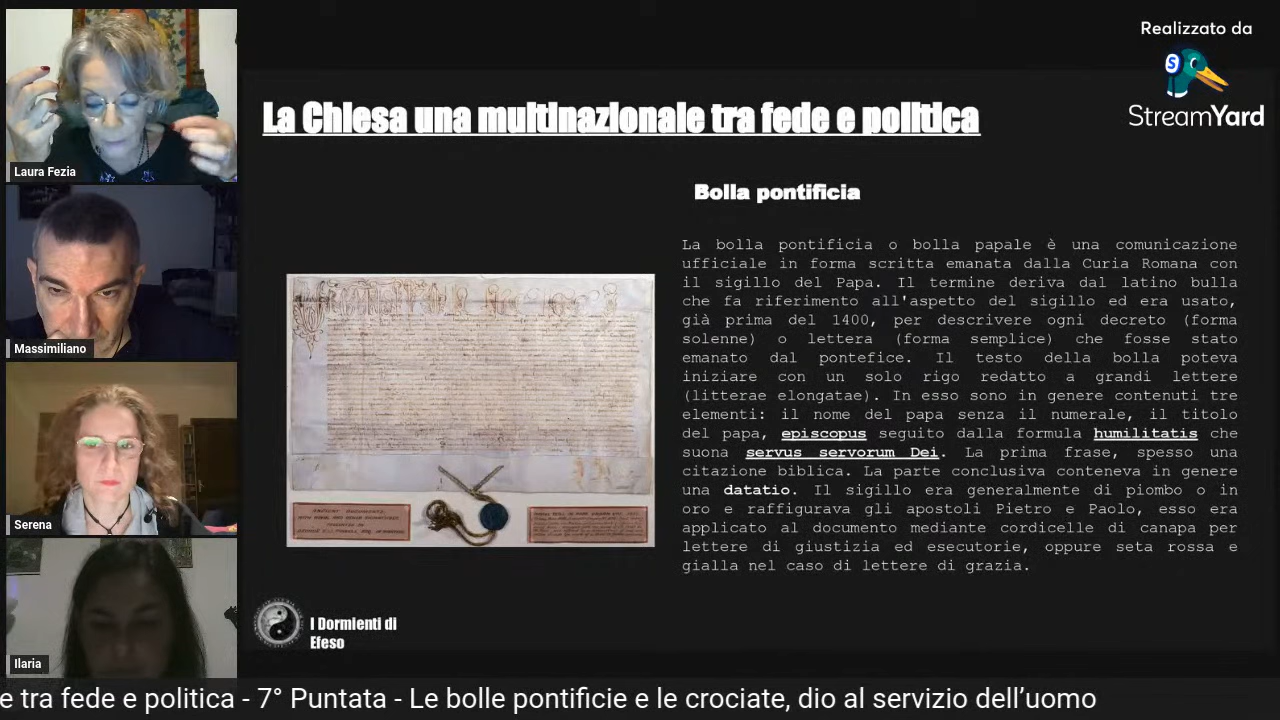 Realizzato da
StreamYard
La Chiesa una multinazionale tra fede e politica
Bolla pontificia
La bolla pontificia o bolla papale è una comunicazione
ufficiale in forma scritta emanata dalla Curia Romana con
il sigillo del Papa. Il termine deriva dal latino bulla
che fa riferimento all'aspetto del sigillo ed era usato,
già prima del 1400, per descrivere ogni decreto (forma
solenne) o lettera (forma semplice) che fosse stato
emanato dal pontefice. Il testo della bolla poteva
iniziare con un solo rigo redatto a grandi lettere
(litterae elongatae). In esso sono in genere contenuti tre
elementi: il nome del papa senza il numerale, il titolo
del papa, episcopus seguito dalla formula humilitatis che
suona servus servorum Dei. La prima frase, spesso una
citazione biblica. La parte conclusiva conteneva in genere
una datatio. Il sigillo era generalmente di piombo o in
oro e raffigurava gli apostoli Pietro e Paolo, esso era
applicato al documento mediante cordicelle di canapa per
lettere di giustizia ed esecutorie, oppure seta rossa e
gialla nel caso di lettere di grazia.
Laura Fezia
Massimiliano
Serena
Ilaria
I Dormienti di
Efeso
e tra fede e politica - 7° Puntata - Le bolle pontificie e le crociate, dio al servizio dell’uomo